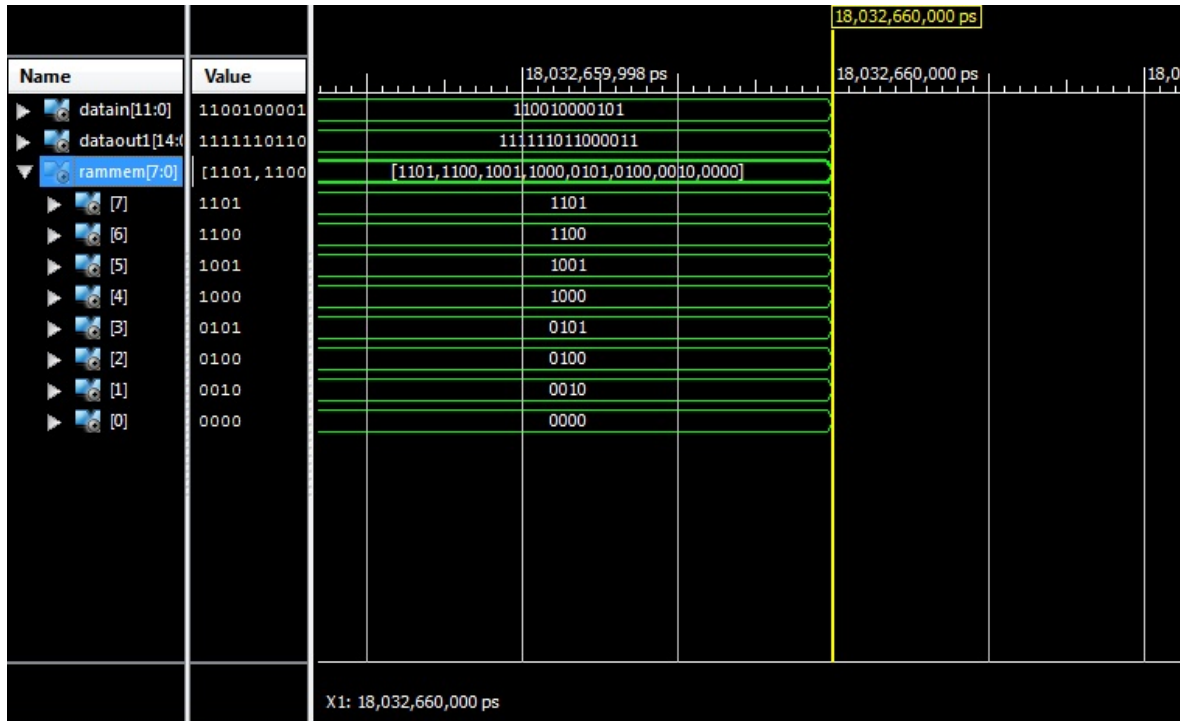 18,032,660,000 ps
Name Value 18,032,659,998 ps 18,032,660,000 ps 18,0
datain[11:0] 1100100001 110010000101
dataout1[14:( 1111110110 111111011000011
rammem[7:0] [1101,1100 [1101,1100,1001,1000,0101,0100,0010,0000]
[7] 1101 1101
[6] 1100 1100
[5] 1001 1001
[4] 1000 1000
[3] 0101 0101
[2] 0100 0100
[1] 0010 0010
[0] 0000 0000
X1: 18,032,660,000 ps